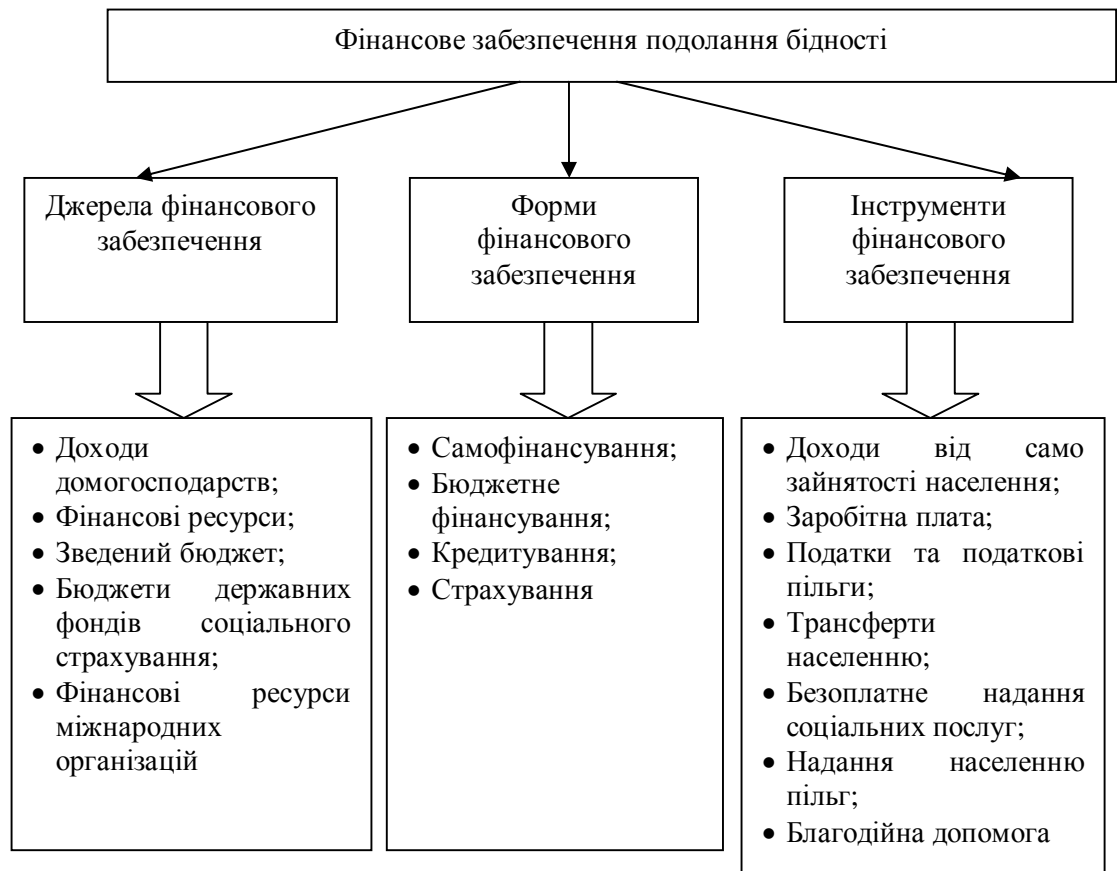 Фінансове забезпечення подолання бідності
Джерела фінансового
забезпечення
Форми
фінансового
забезпечення
Інструменти
фінансового
забезпечення
• Доходи
домогосподарств;
• Фінансові ресурси;
• Зведений бюджет;
• Бюджети державних
фондів соціального
страхування;
• Фінансові ресурси
міжнародних
організацій
• Самофінансування;
• Бюджетне
фінансування;
• Кредитування;
• Страхування
• Доходи від само
зайнятості населення;
• Заробітна плата;
• Податки та податкові
пільги;
• Трансферти
населенню;
• Безоплатне надання
соціальних послуг;
• Надання населенню
пільг;
• Благодійна допомога